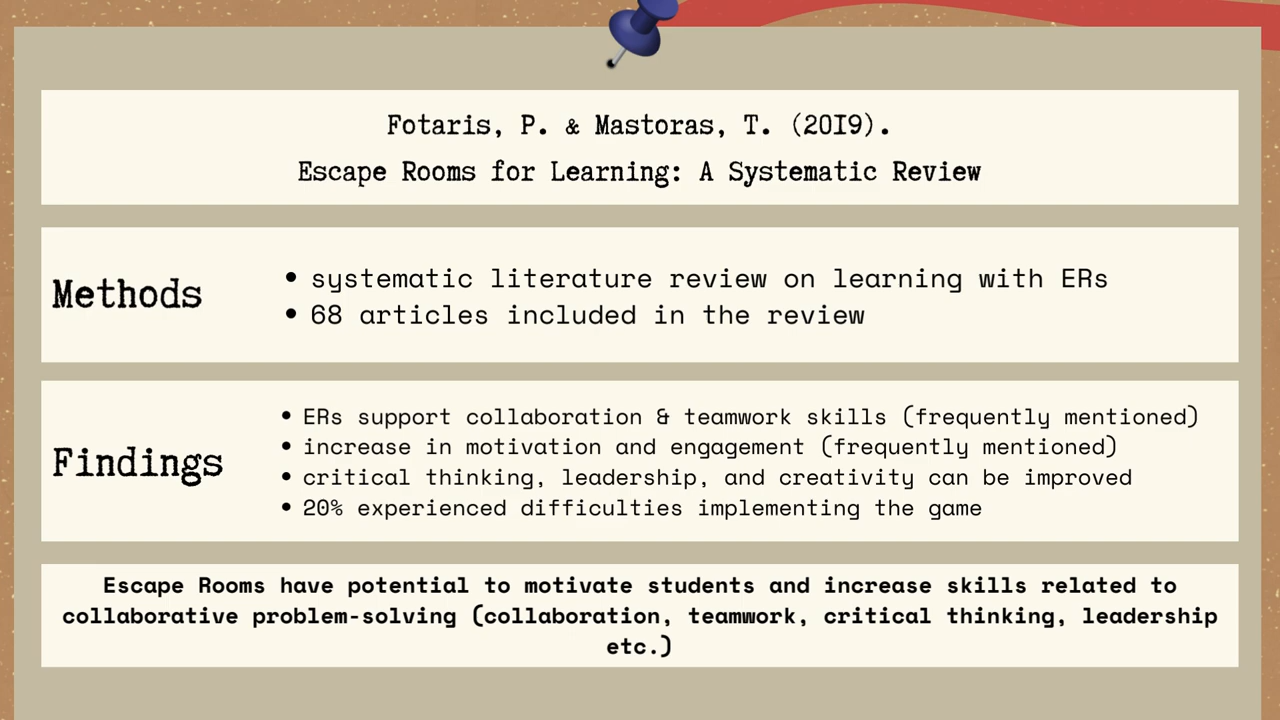 Fotaris, P. & Mastoras, T. (2019).
Escape Rooms for Learning: A Systematic Review
Methods
• systematic literature review on learning with ERs
• 68 articles included in the review
Findings
• ERs support collaboration & teamwork skills (frequently mentioned)
• increase in motivation and engagement (frequently mentioned)
• critical thinking, leadership, and creativity can be improved
• 20% experienced difficulties implementing the game
Escape Rooms have potential to motivate students and increase skills related to
collaborative problem-solving (collaboration, teamwork, critical thinking, leadership
etc.)